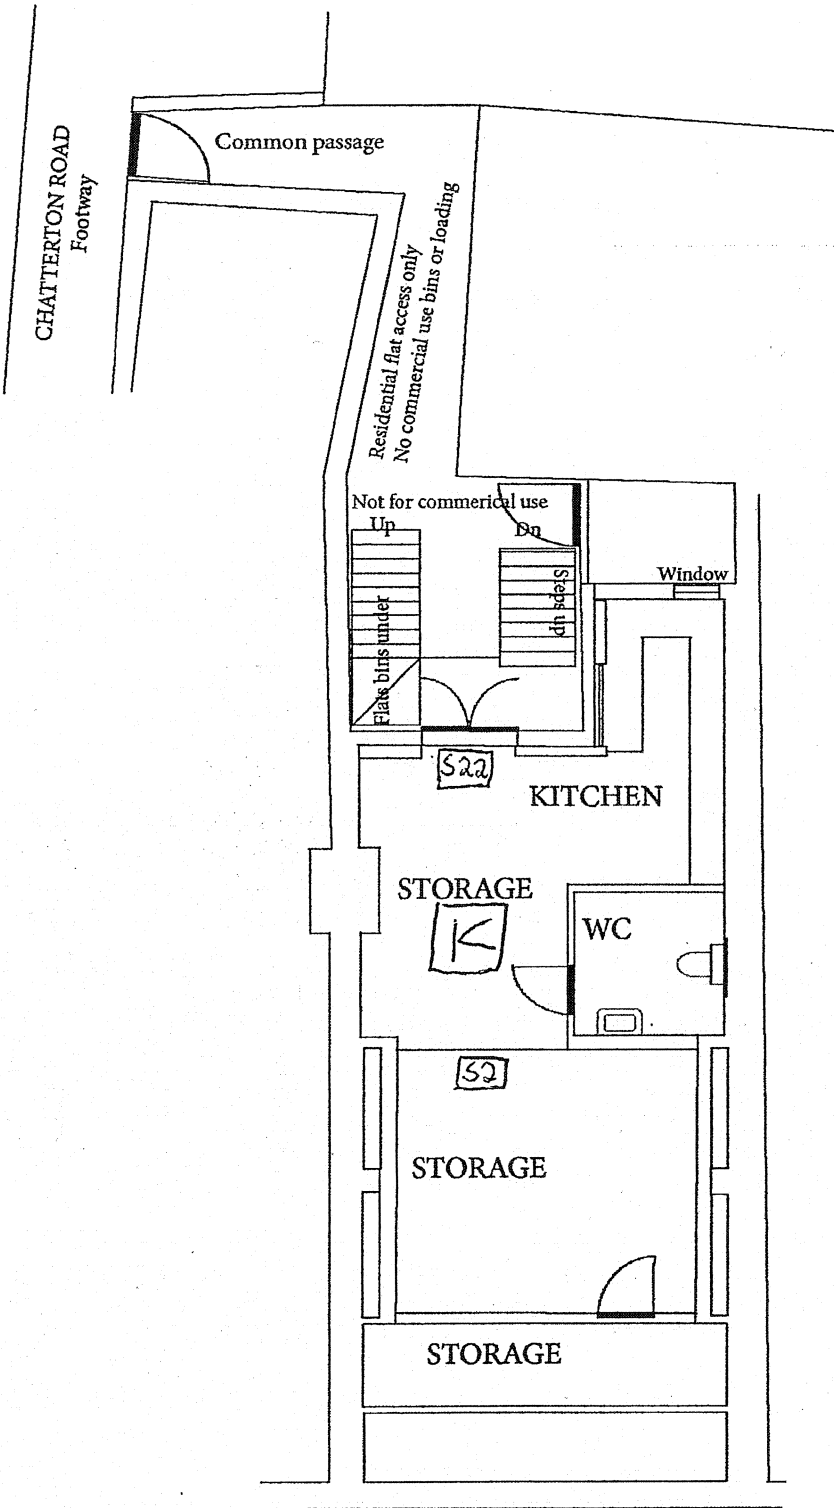 Common passage
CHATTERTON ROAD
Footway
Residential flat access only
No commercial use bins or loading
Not for commerical use
Up
Dn
Steps up
Flats bins under
Window
S22
KITCHEN
STORAGE
K
WC
S2
STORAGE
STORAGE